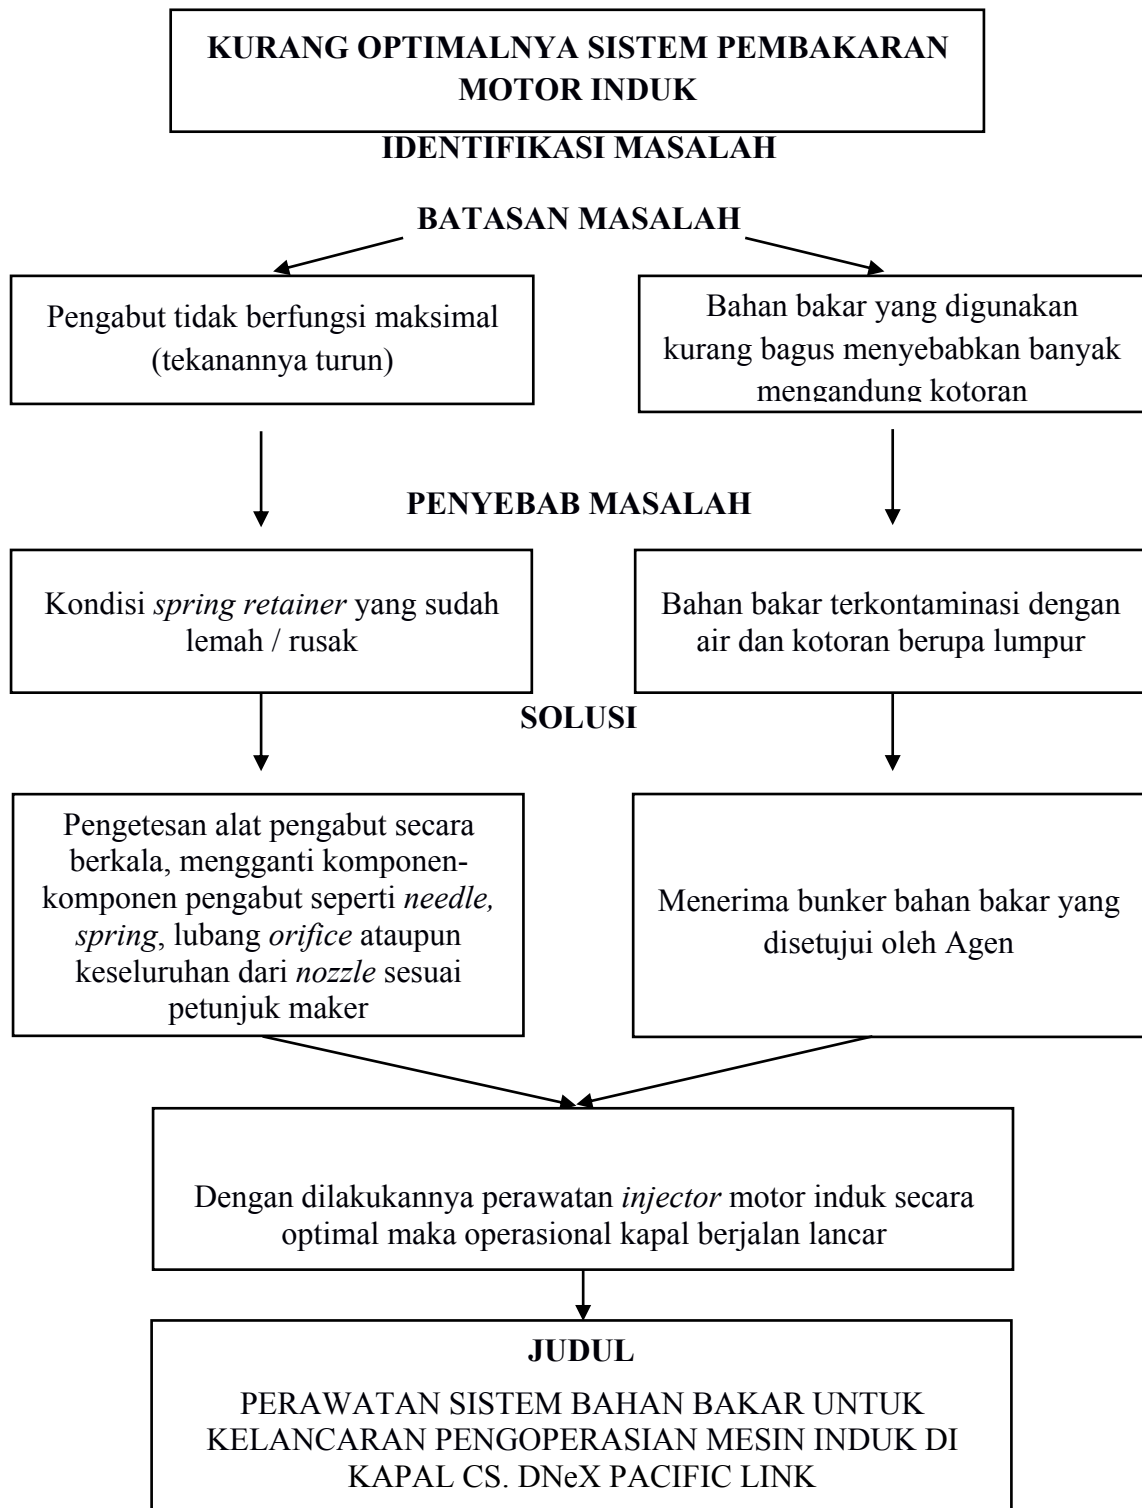 KURANG OPTIMALNYA SISTEM PEMBAKARAN
MOTOR INDUK
IDENTIFIKASI MASALAH
BATASAN MASALAH
Pengabut tidak berfungsi maksimal
(tekanannya turun)
Bahan bakar yang digunakan
kurang bagus menyebabkan banyak
mengandung kotoran
PENYEBAB MASALAH
Kondisi spring retainer yang sudah
lemah / rusak
Bahan bakar terkontaminasi dengan
air dan kotoran berupa lumpur
SOLUSI
Pengetesan alat pengabut secara
berkala, mengganti komponen-
komponen pengabut seperti needle,
spring, lubang orifice ataupun
keseluruhan dari nozzle sesuai
petunjuk maker
Menerima bunker bahan bakar yang
disetujui oleh Agen
Dengan dilakukannya perawatan injector motor induk secara
optimal maka operasional kapal berjalan lancar
JUDUL
PERAWATAN SISTEM BAHAN BAKAR UNTUK
KELANCARAN PENGOPERASIAN MESIN INDUK DI
KAPAL CS. DNeX PACIFIC LINK